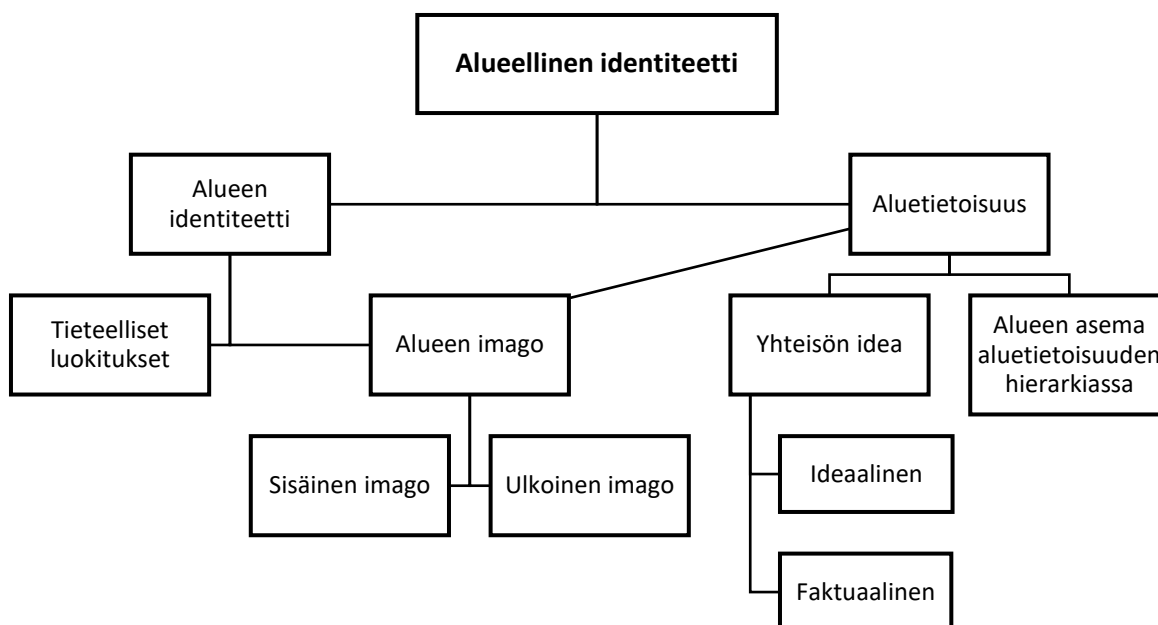 Alueellinen identiteetti
Alueen
identiteetti
Aluetietoisuus
Tieteelliset
luokitukset
Alueen imago
Yhteisön idea
Alueen asema
aluetietoisuuden
hierarkiassa
Sisäinen imago
Ulkoinen imago
Ideaalinen
Faktuaalinen